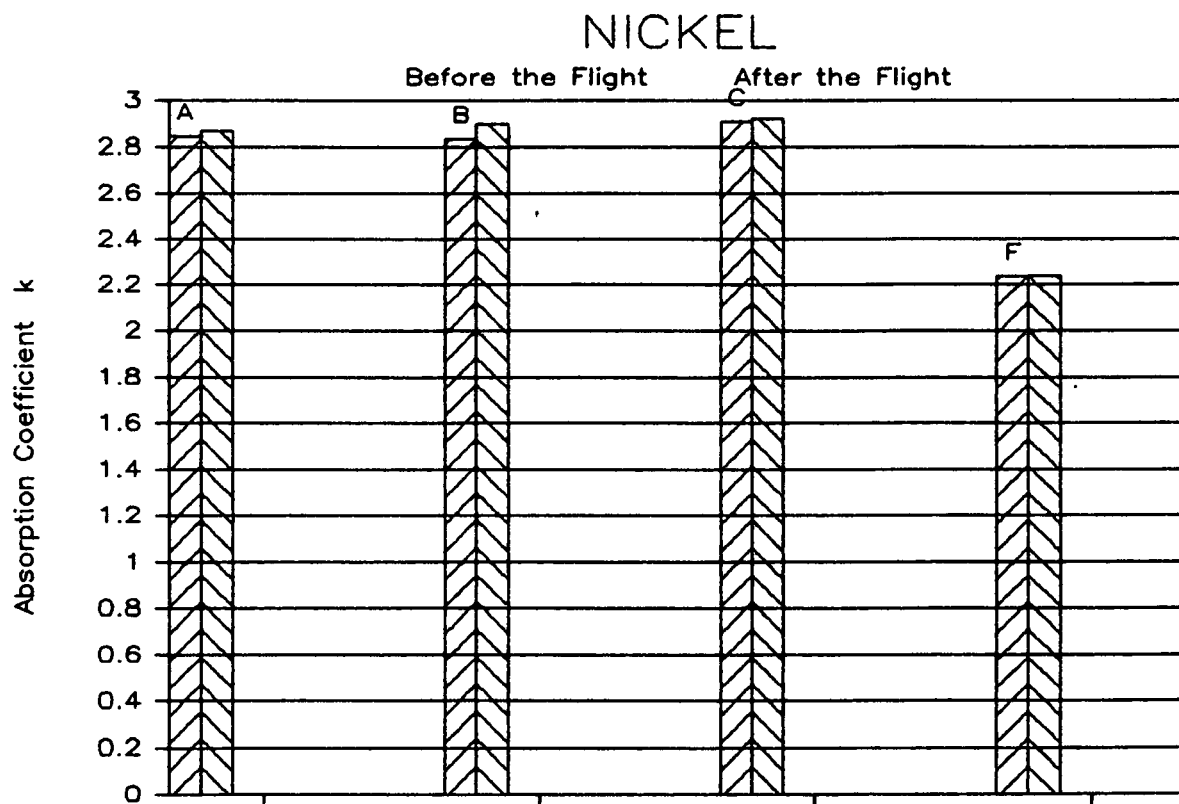 NICKEL
Before the Flight After the Flight
3
A
B
C
2.8
2.6
2.4
F
2.2
2
1.8
1.6
1.4
1.2
1
0.8
0.6
0.4
0.2
0
Absorption Coefficient k